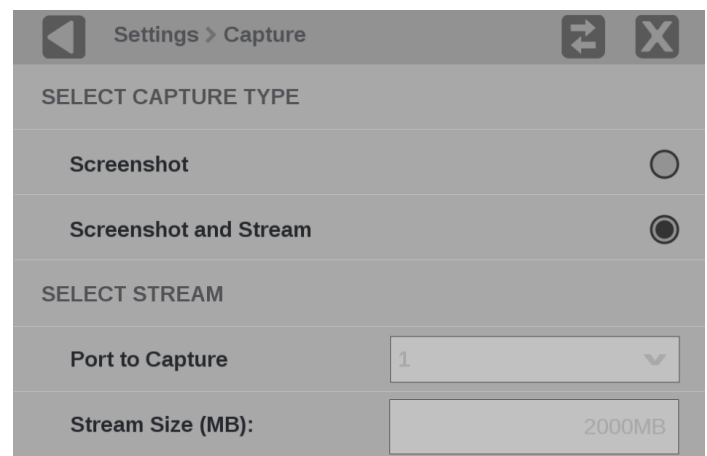 Settings > Capture
SELECT CAPTURE TYPE
Screenshot
Screenshot and Stream
SELECT STREAM
Port to Capture 1
Stream Size (MB): 2000MB